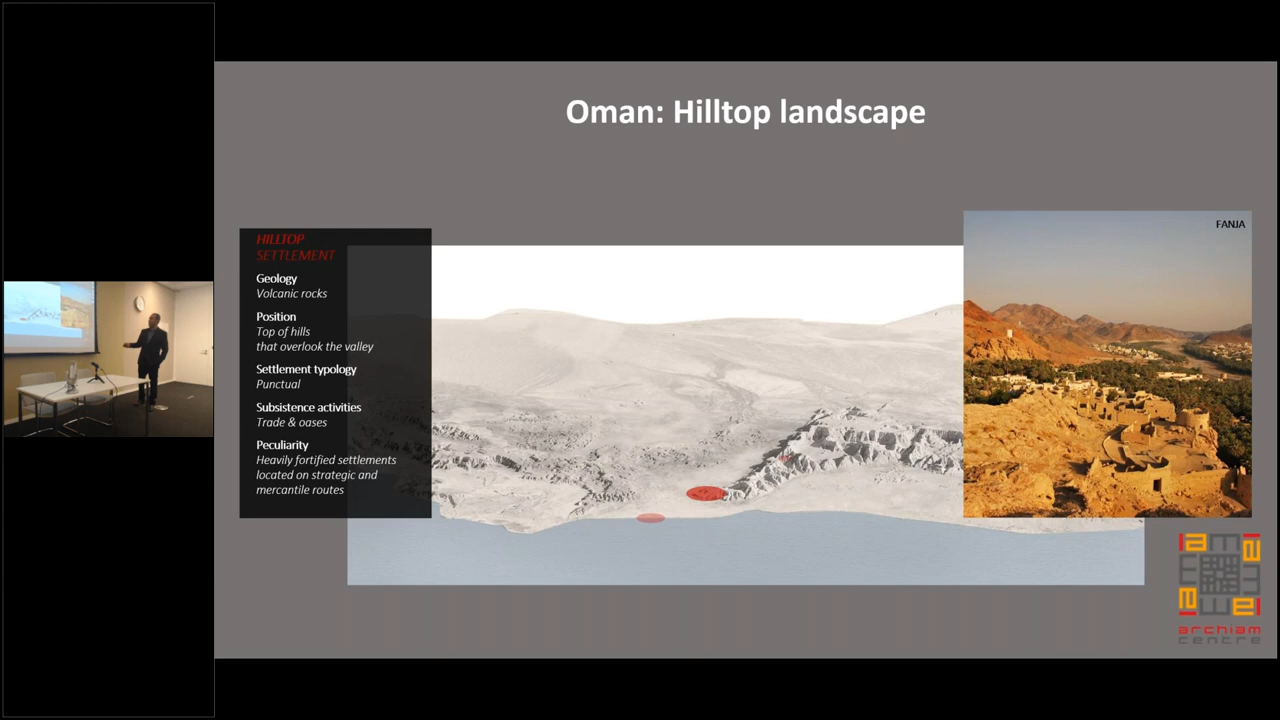 Oman: Hilltop landscape
HILLTOP
SETTLEMENT
Geology
Volcanic rocks
Position
Top of hills
that overlook the valley
Settlement typology
Punctual
Subsistence activities
Trade & oases
Peculiarity
Heavily fortified settlements
located on strategic and
mercantile routes
FANJA
archiam
centre